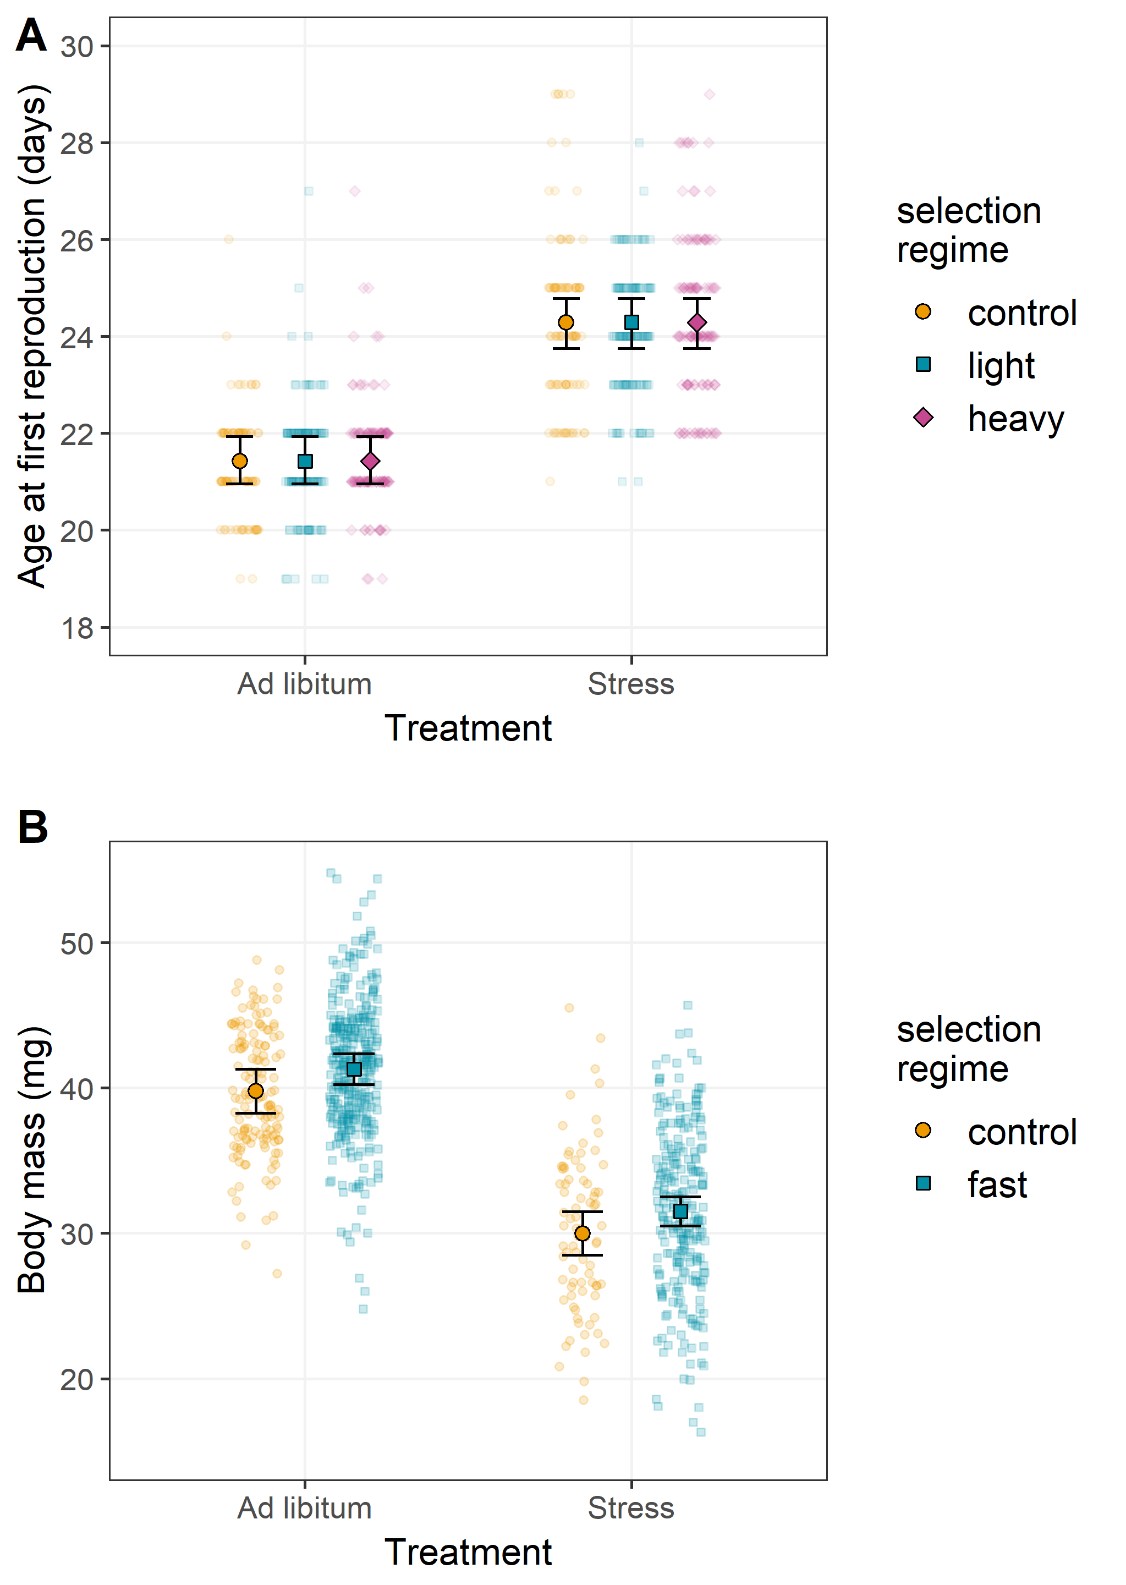 A
30
28
26
24
22
20
18
Age at first reproduction (days)
Ad libitum
Stress
Treatment
selection
regime
control
light
heavy
B
50
40
30
20
Body mass (mg)
Ad libitum
Stress
Treatment
selection
regime
control
fast